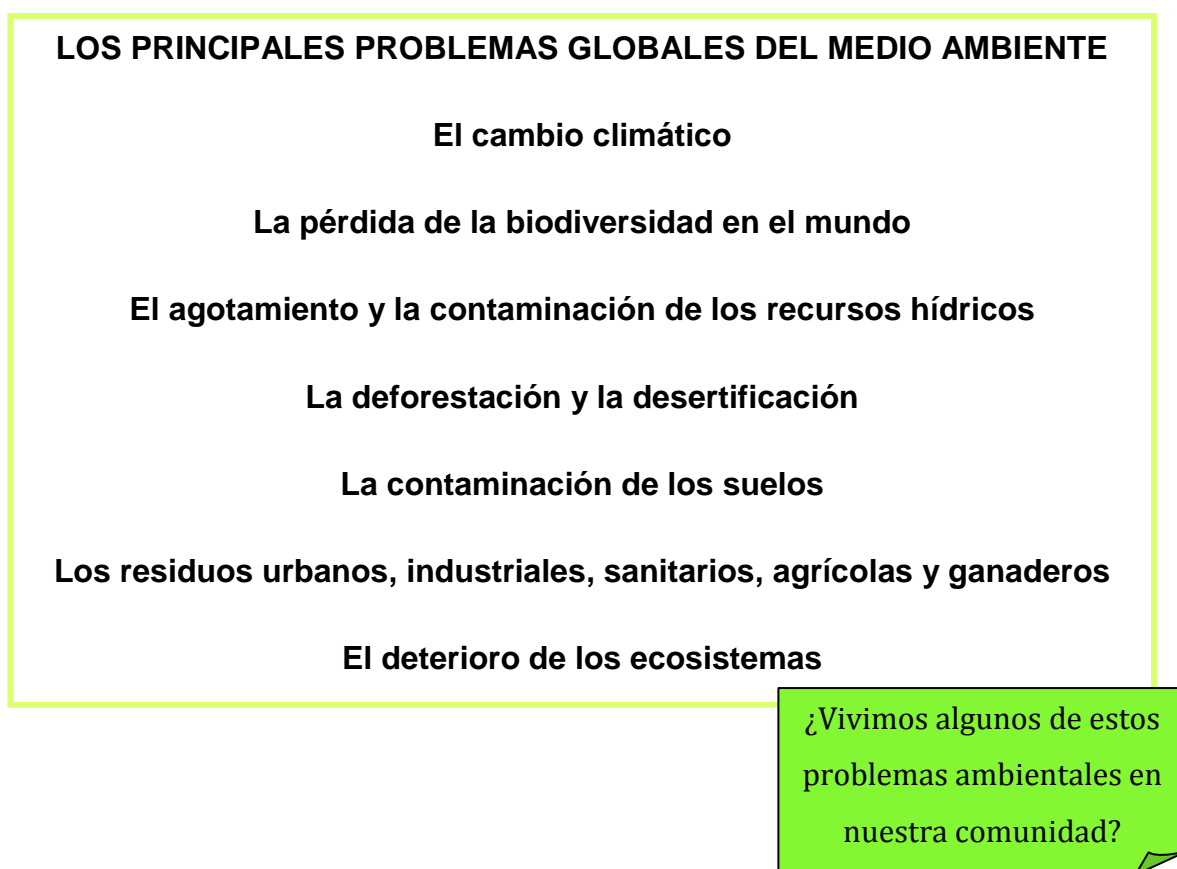 LOS PRINCIPALES PROBLEMAS GLOBALES DEL MEDIO AMBIENTE
El cambio climático
La pérdida de la biodiversidad en el mundo
El agotamiento y la contaminación de los recursos hídricos
La deforestación y la desertificación
La contaminación de los suelos
Los residuos urbanos, industriales, sanitarios, agrícolas y ganaderos
El deterioro de los ecosistemas
¿Vivimos algunos de estos
problemas ambientales en
nuestra comunidad?